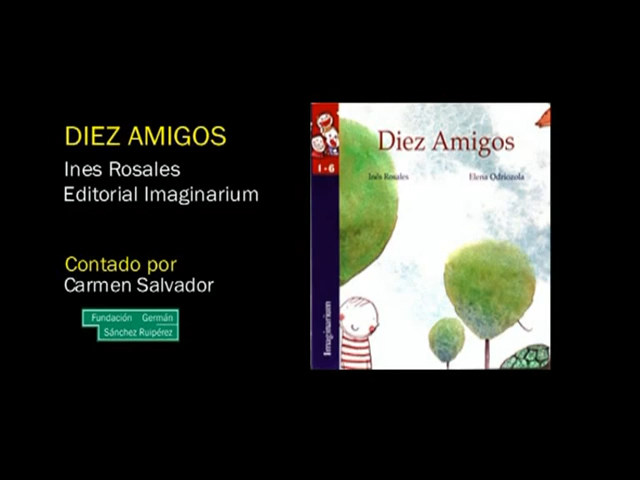 DIEZ AMIGOS
Ines Rosales
Editorial Imaginarium
Contado por
Carmen Salvador
Fundación Germán
Sánchez Ruipérez
Diez Amigos
Inés Rosales Elena Odriozola
1-6
Imaginarium